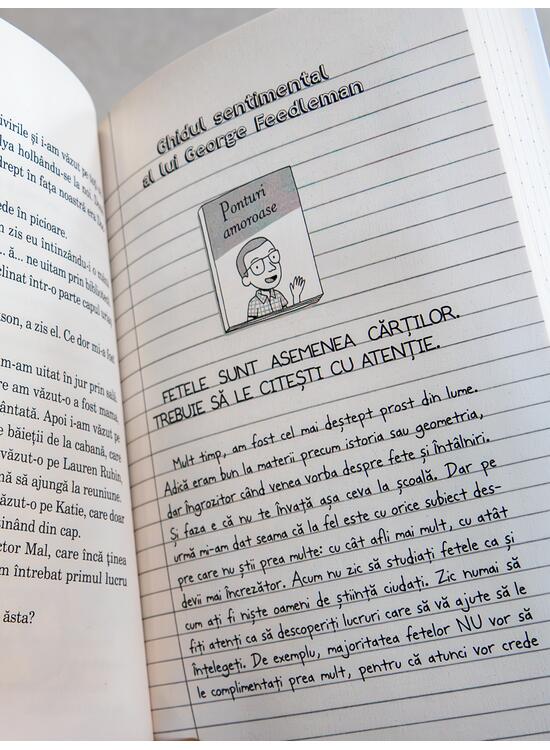 ivirile și i-am văzut pe
lya holbându-se la noi.
drept în fața noastră era
ede în picioare.
n zis eu întinzându-i o
... ă... ne uitam prin
clinat într-o parte capul
son, a zis el. Ce dor mi-a fost
m-am uitat în jur prin sală.
re am văzut-o a fost mama,
ântată. Apoi i-am văzut pe
e băieții de la cabană, care
văzut-o pe Lauren Rubin,
nă să ajungă la reuniune.
văzut-o pe Katie, care doar
ținând din cap.
ctor Mal, care încă ținea
m întrebat primul lucru
ăsta?
Ghidul sentimental
al lui George Feedleman
Ponturi
amoroase
FETELE SUNT ASEMENEA CĂRȚILOR.
TREBUIE SĂ LE CITEȘTI CU ATENȚIE.
Mult timp, am fost cel mai deștept prost din lume.
Adică eram bun la materii precum istoria sau geometria,
dar îngrozitor când venea vorba despre fete și întâlniri.
Și faza e că nu te învață așa ceva la școală. Dar pe
urmă mi-am dat seama că la fel este cu orice subiect des-
pre care nu știi prea multe: cu cât afli mai mult, cu atât
devii mai încrezător. Acum nu zic să studiați fetele ca și
cum ați fi niște oameni de știință ciudați. Zic numai să
fiți atenți ca să descoperiți lucruri care să vă ajute să le
înțelegeți. De exemplu, majoritatea fetelor NU vor să
le complimentați prea mult, pentru că atunci vor crede